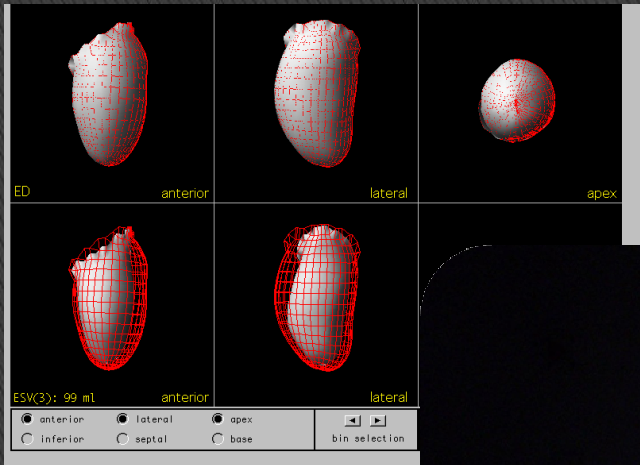 ED
anterior
lateral
apex
ESV(3): 99 ml
anterior
lateral
anterior
lateral
apex
inferior
septal
base
bin selection